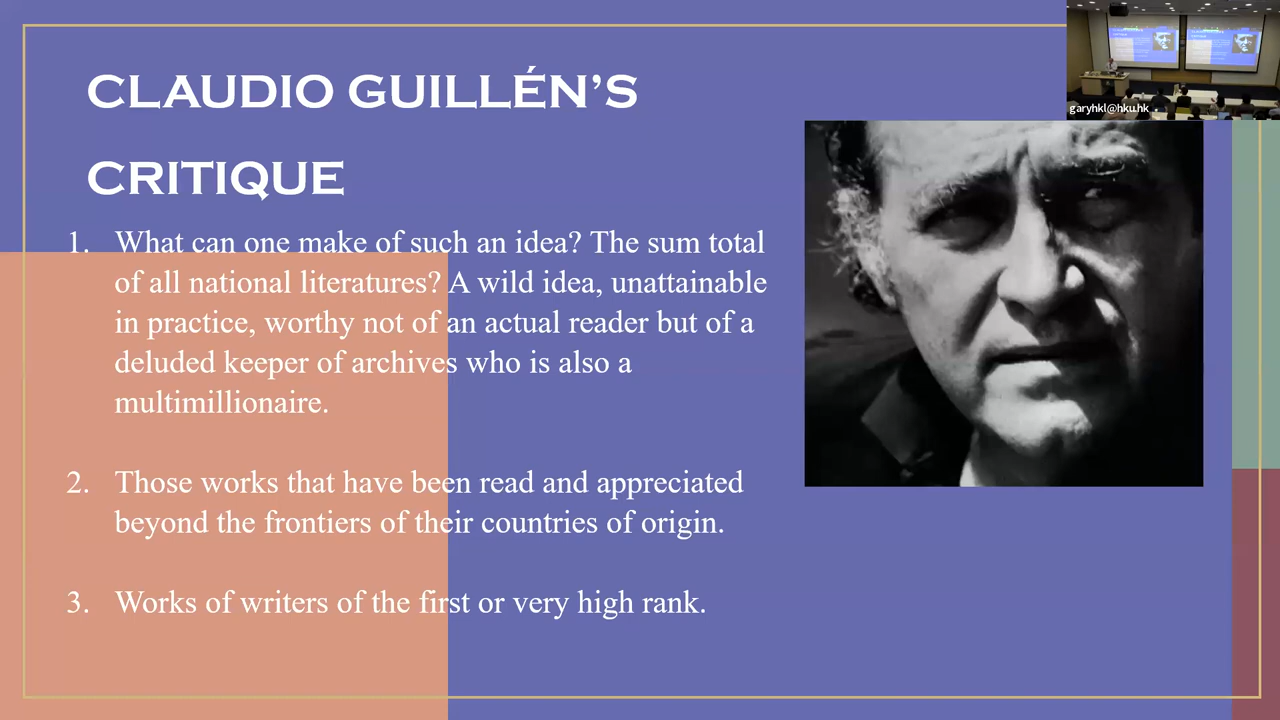 CLAUDIO GUILLÉN’S
CRITIQUE
1. What can one make of such an idea? The sum total
of all national literatures? A wild idea, unattainable
in practice, worthy not of an actual reader but of a
deluded keeper of archives who is also a
multimillionaire.
2. Those works that have been read and appreciated
beyond the frontiers of their countries of origin.
3. Works of writers of the first or very high rank.
garyhkl@hku.hk